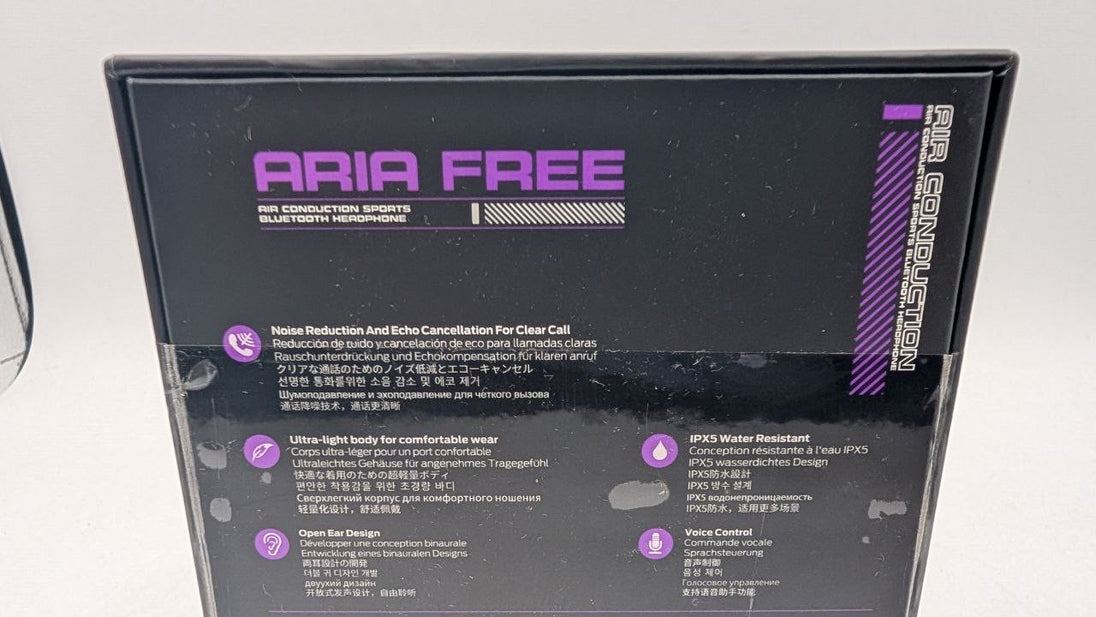 ARIA FREE
AIR CONDUCTION SPORTS
BLUETOOTH HEADPHONE
AIR CONDUCTION
AIR CONDUCTION SPORTS BLUETOOTH HEADPHONE
Noise Reduction And Echo Cancellation For Clear Call
Reducción de ruido y cancelación de eco para llamadas claras
Rauschunterdrückung und Echokompensation für klaren anruf
クリアな通話のためのノイズ低減とエコーキャンセル
선명한 통화를위한 소음 감소 및 에코 제거
Шумоподавление и эхоподавление для чёткого вызова
通话降噪技术，通话更清晰
Ultra-light body for comfortable wear
Corps ultra-léger pour un port confortable
Ultraleichtes Gehäuse für angenehmes Tragegefühl
快適な着用のための超軽量ボディ
편안한 착용감을 위한 초경량 바디
Сверхлегкий корпус для комфортного ношения
轻量化设计，舒适佩戴
IPX5 Water Resistant
Conception résistante à l'eau IPX5
IPX5 wasserdichtes Design
IPX5防水設計
IPX5 방수 설계
IPX5 водонепроницаемость
IPX5防水，适用更多场景
Open Ear Design
Développer une conception binaurale
Entwicklung eines binauralen Designs
両耳設計の開発
더블 귀 디자인 개발
двуухий дизайн
开放式发声设计，自由聆听
Voice Control
Commande vocale
Sprachsteuerung
音声制御
음성 제어
Голосовое управление
支持语音助手功能